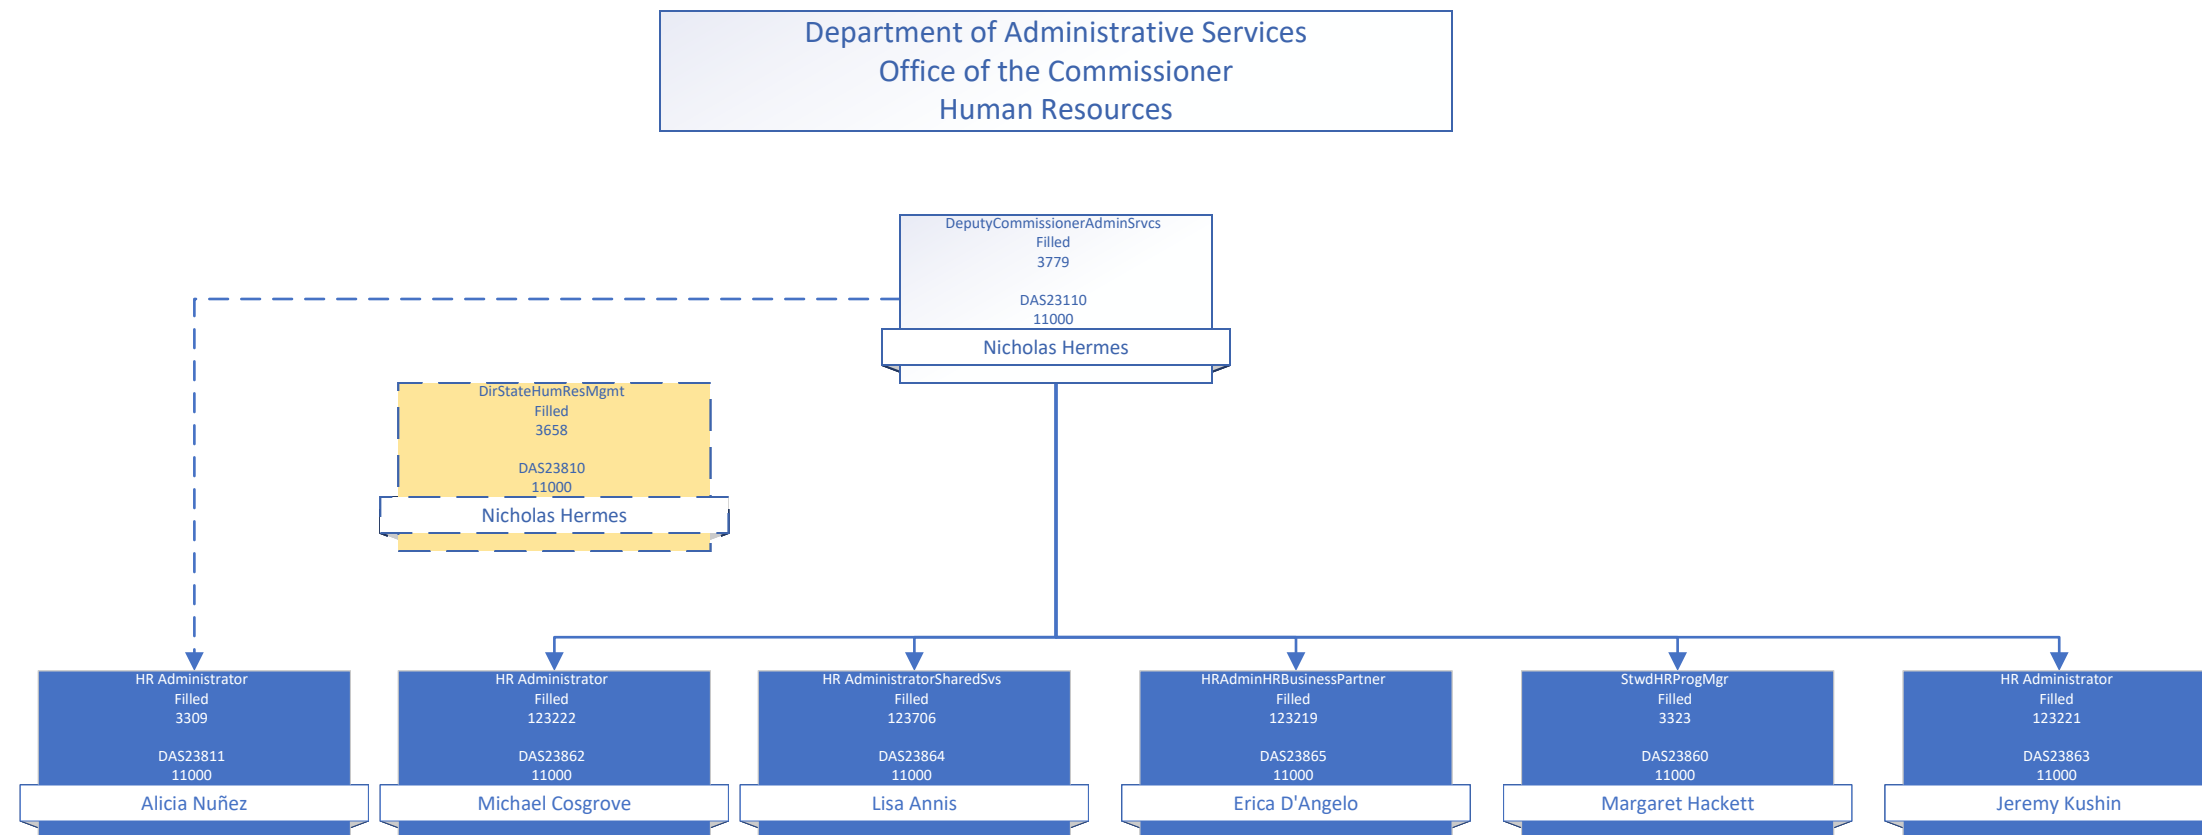 Department of Administrative Services
Office of the Commissioner
Human Resources
DeputyCommissionerAdminSrvcs
Filled
3779
DAS23110
11000
Nicholas Hermes
DirStateHumResMgmt
Filled
3658
DAS23810
11000
Nicholas Hermes
HR Administrator
Filled
3309
DAS23811
11000
Alicia Nuñez
HR Administrator
Filled
123222
DAS23862
11000
Michael Cosgrove
HR AdministratorSharedSvs
Filled
123706
DAS23864
11000
Lisa Annis
HRAdminHRBusinessPartner
Filled
123219
DAS23865
11000
Erica D'Angelo
StwdHRProgMgr
Filled
3323
DAS23860
11000
Margaret Hackett
HR Administrator
Filled
123221
DAS23863
11000
Jeremy Kushin